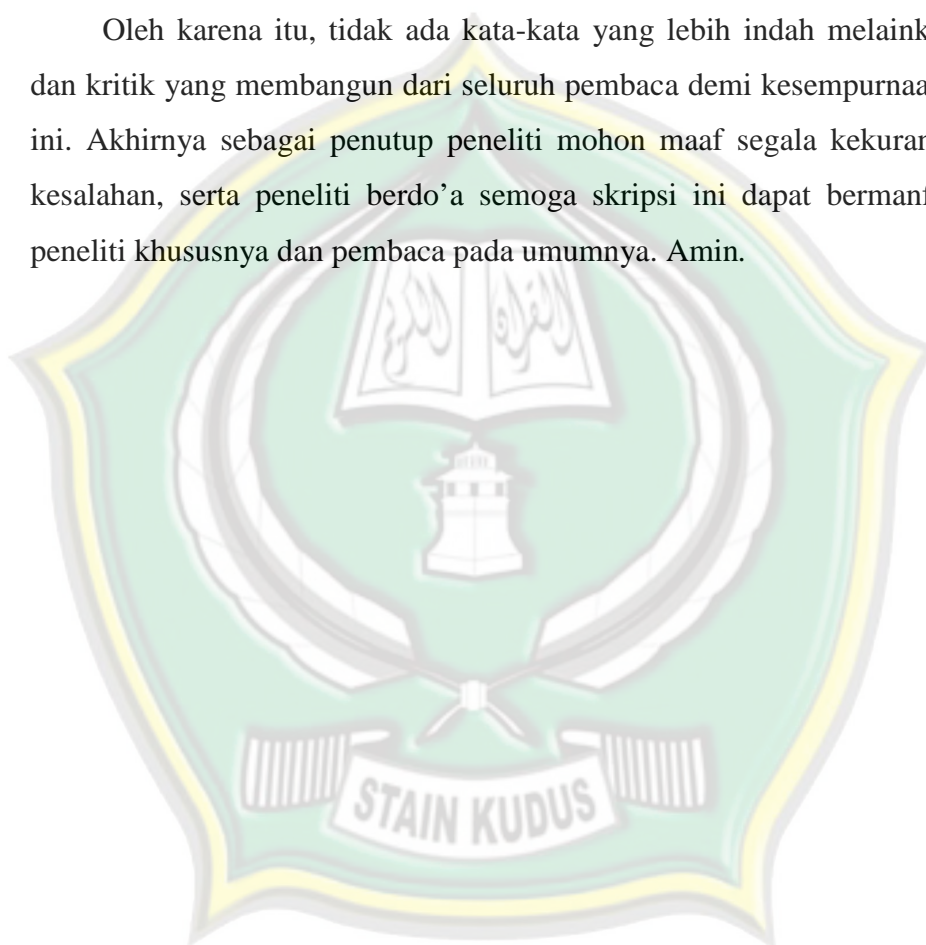 Oleh karena itu, tidak ada kata-kata yang lebih indah melaink
dan kritik yang membangun dari seluruh pembaca demi kesempurnaa
ini. Akhirnya sebagai penutup peneliti mohon maaf segala kekuran
kesalahan, serta peneliti berdo’a semoga skripsi ini dapat bermanf
peneliti khususnya dan pembaca pada umumnya. Amin.
القرآن الكريم
STAIN KUDUS